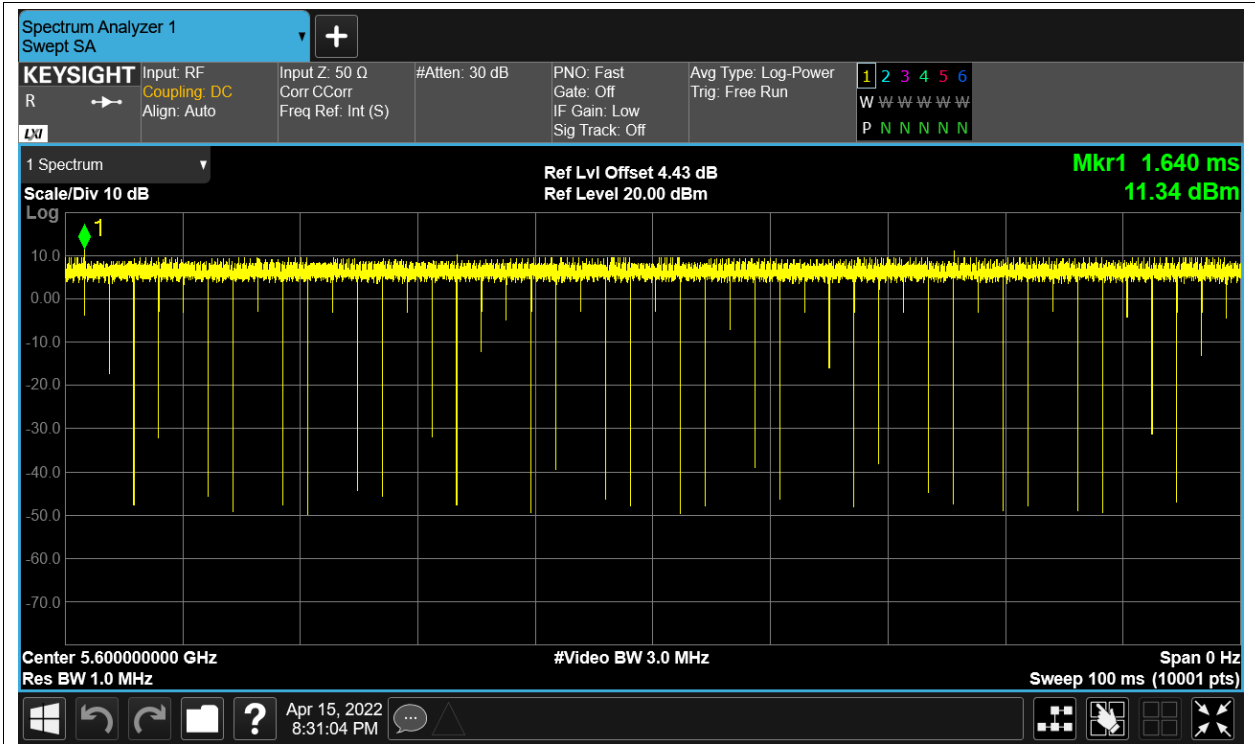 Spectrum Analyzer 1
Swept SA
+
KEYSIGHT Input: RF Input Z: 50 Ω #Atten: 30 dB PNO: Fast Avg Type: Log-Power 1 2 3 4 5 6
R Coupling: DC Corr CCorr Gate: Off Trig: Free Run W W W W W W
Align: Auto Freq Ref: Int (S) IF Gain: Low P N N N N N
LXI Sig Track: Off
1 Spectrum Ref Lvl Offset 4.43 dB Mkr1 1.640 ms
Scale/Div 10 dB Ref Level 20.00 dBm 11.34 dBm
Log
1
10.0
0.00
-10.0
-20.0
-30.0
-40.0
-50.0
-60.0
-70.0
Center 5.600000000 GHz #Video BW 3.0 MHz Span 0 Hz
Res BW 1.0 MHz Sweep 100 ms (10001 pts)
? Apr 15, 2022
8:31:04 PM